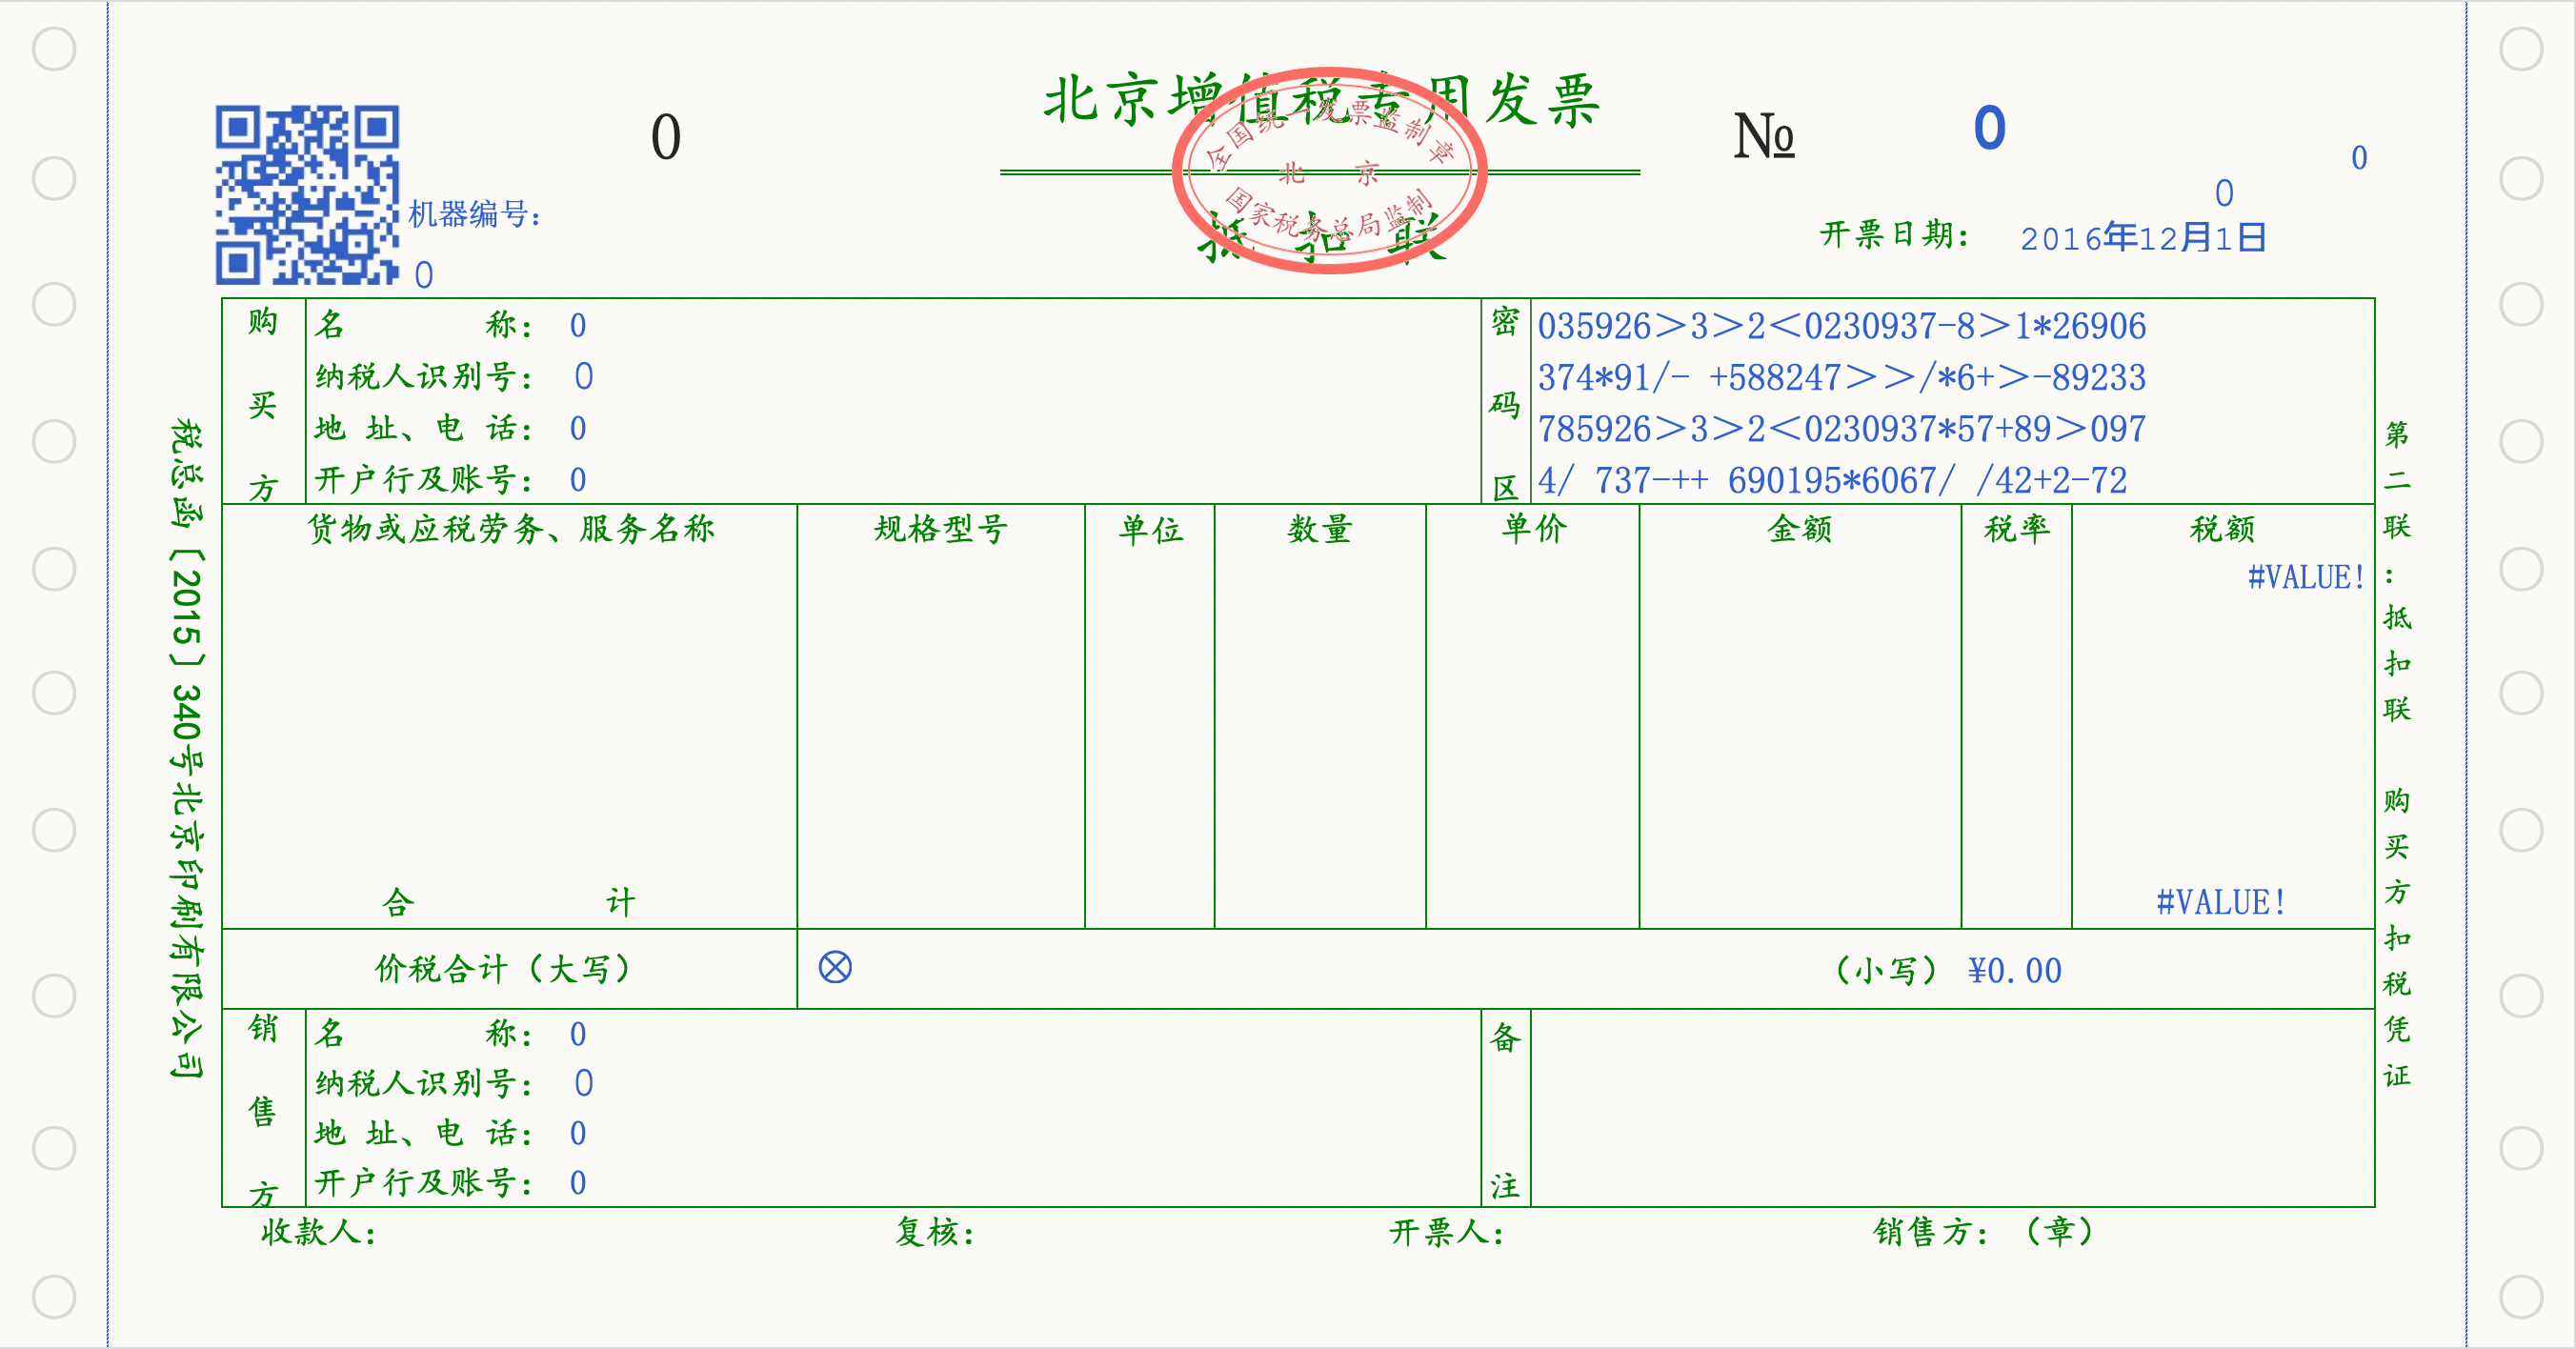 北京增值税专用发票
全国统一发票监制章
北 京
国家税务总局监制
抵 扣 联
0
№ 0
0
0
机器编号:
0
开票日期: 2016年12月1日
购买方
名 称: 0
纳税人识别号: 0
地 址、电 话: 0
开户行及账号: 0
密码区
035926>3>2<0230937-8>1*26906
374*91/- +588247>>/*6+>-89233
785926>3>2<0230937*57+89>097
4/ 737-++ 690195*6067/ /42+2-72
货物或应税劳务、服务名称 规格型号 单位 数量 单价 金额 税率 税额
#VALUE!
合 计 #VALUE!
价税合计（大写） ⊗ （小写） ¥0.00
销售方
名 称: 0
纳税人识别号: 0
地 址、电 话: 0
开户行及账号: 0
备注
收款人: 复核: 开票人: 销售方:（章）
税总函〔2015〕340号北京印刷有限公司
第二联:抵扣联 购买方扣税凭证